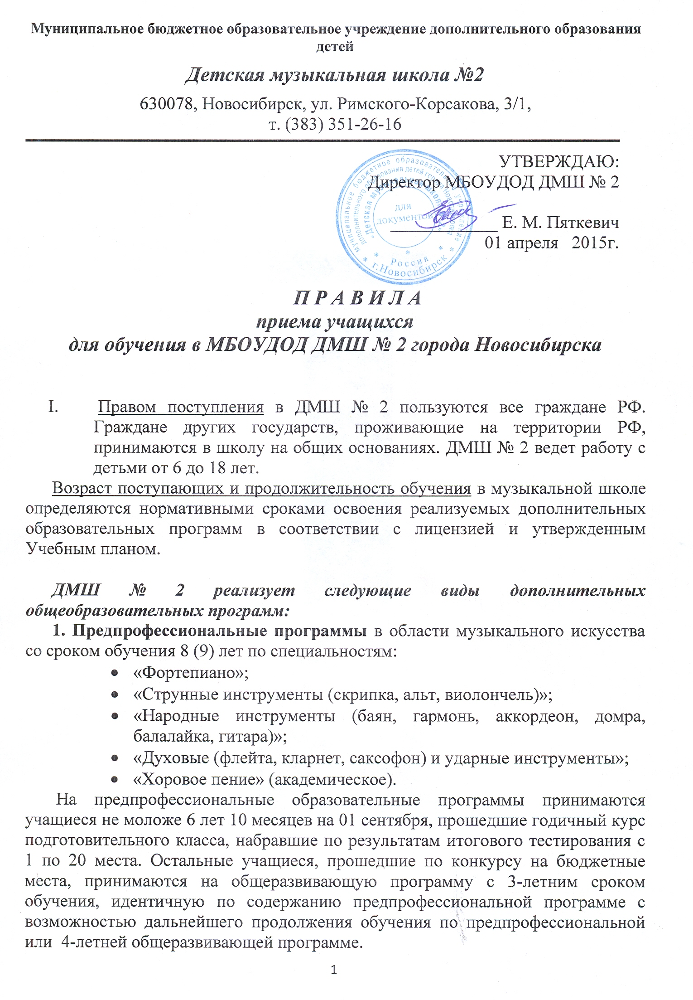 Муниципальное бюджетное образовательное учреждение дополнительного образования
детей
Детская музыкальная школа №2
630078, Новосибирск, ул. Римского-Корсакова, 3/1,
т. (383) 351-26-16
УТВЕРЖДАЮ:
Директор МБОУДОД ДМШ № 2
Е. М. Пяткевич
01 апреля 2015г.
муниципальное бюджетное образовательное учреждение
дополнительного образования детей города Новосибирска
«Детская музыкальная школа
для
документов
Россия
г.Новосибирск
П Р А В И Л А
приема учащихся
для обучения в МБОУДОД ДМШ № 2 города Новосибирска
I. Правом поступления в ДМШ № 2 пользуются все граждане РФ.
Граждане других государств, проживающие на территории РФ,
принимаются в школу на общих основаниях. ДМШ № 2 ведет работу с
детьми от 6 до 18 лет.
Возраст поступающих и продолжительность обучения в музыкальной школе
определяются нормативными сроками освоения реализуемых дополнительных
образовательных программ в соответствии с лицензией и утвержденным
Учебным планом.
ДМШ № 2 реализует следующие виды дополнительных
общеобразовательных программ:
1. Предпрофессиональные программы в области музыкального искусства
со сроком обучения 8 (9) лет по специальностям:
• «Фортепиано»;
• «Струнные инструменты (скрипка, альт, виолончель)»;
• «Народные инструменты (баян, гармонь, аккордеон, домра,
балалайка, гитара)»;
• «Духовые (флейта, кларнет, саксофон) и ударные инструменты»;
• «Хоровое пение» (академическое).
На предпрофессиональные образовательные программы принимаются
учащиеся не моложе 6 лет 10 месяцев на 01 сентября, прошедшие годичный курс
подготовительного класса, набравшие по результатам итогового тестирования с
1 по 20 места. Остальные учащиеся, прошедшие по конкурсу на бюджетные
места, принимаются на общеразвивающую программу с 3-летним сроком
обучения, идентичную по содержанию предпрофессиональной программе с
возможностью дальнейшего продолжения обучения по предпрофессиональной
или 4-летней общеразвивающей программе.
1